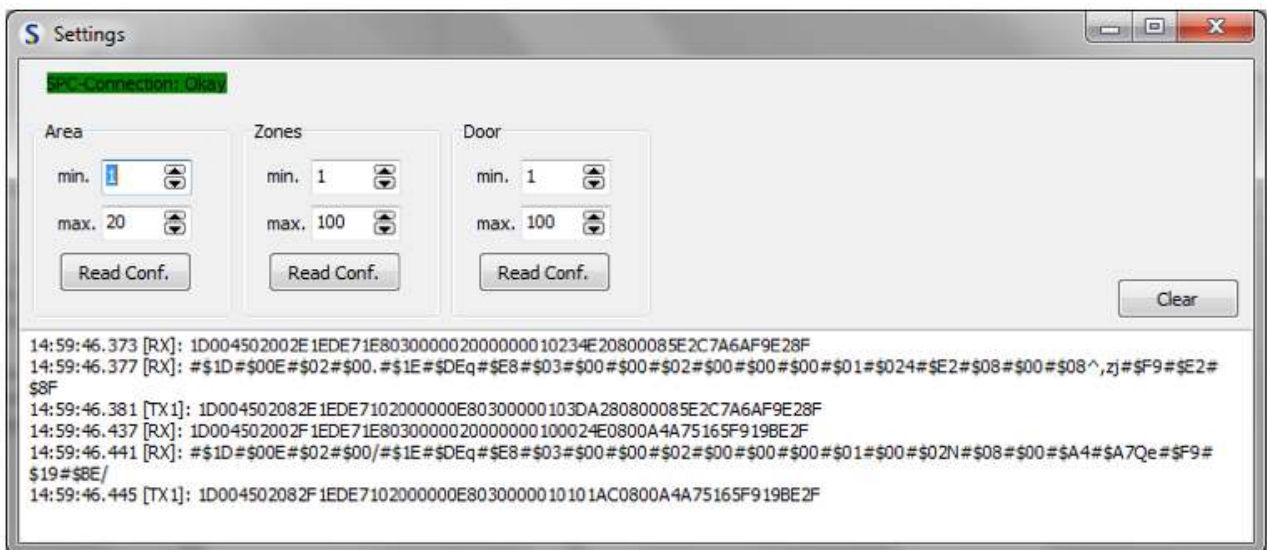 S Settings
SPC-Connection: Okay
Area Zones Door
min. 1 min. 1 min. 1
max. 20 max. 100 max. 100
Read Conf. Read Conf. Read Conf.
Clear
14:59:46.373 [RX]: 1D004502002E1EDE71E803000002000000010234E20800085E2C7A6AF9E28F
14:59:46.377 [RX]: #$1D#$00E#$02#$00.#$1E#$DEq#$E8#$03#$00#$00#$02#$00#$00#$00#$01#$024#$E2#$08#$00#$08^,zj#$F9#$E2#
$8F
14:59:46.381 [TX1]: 1D004502082E1EDE7102000000E80300000103DA280800085E2C7A6AF9E28F
14:59:46.437 [RX]: 1D004502002F1EDE71E8030000020000000100024E0800A4A75165F919BE2F
14:59:46.441 [RX]: #$1D#$00E#$02#$00/#$1E#$DEq#$E8#$03#$00#$00#$02#$00#$00#$00#$01#$00#$02N#$08#$00#$A4#$A7Qe#$F9#
$19#$BE/
14:59:46.445 [TX1]: 1D004502082F1EDE7102000000E8030000010101AC0800A4A75165F919BE2F